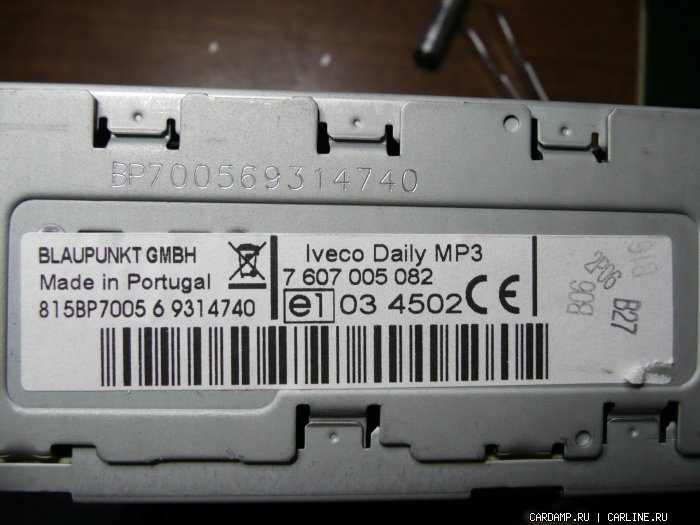 BP700569314740
BLAUPUNKT GMBH
Made in Portugal
815BP7005 6 9314740
Iveco Daily MP3
7 607 005 082
e1 03 4502 CE
2F06
B06
B27
CARDAMP.RU | CARLINE.RU